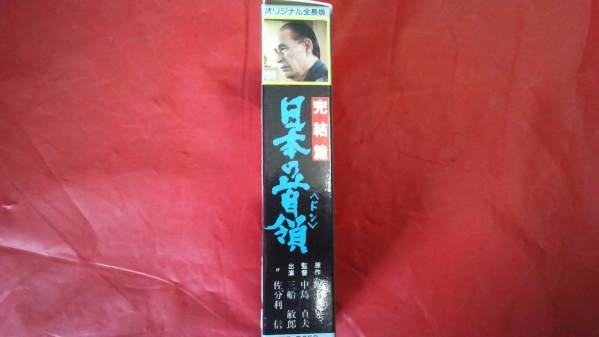 オリジナル全長版
完結篇
日本の首領
〈ドン〉
原作
監督 中島貞夫
出演 三船敏郎
〃 佐分利信